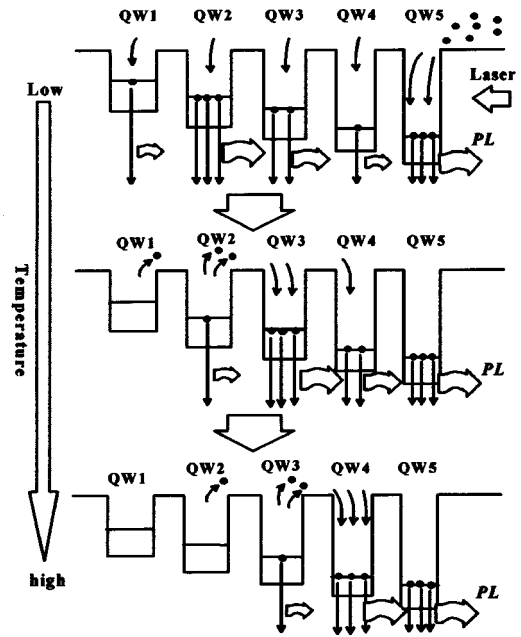 QW1 QW2 QW3 QW4 QW5
Low
Laser
PL
QW1 QW2 QW3 QW4 QW5
Temperature
PL
QW1 QW2 QW3 QW4 QW5
high
PL